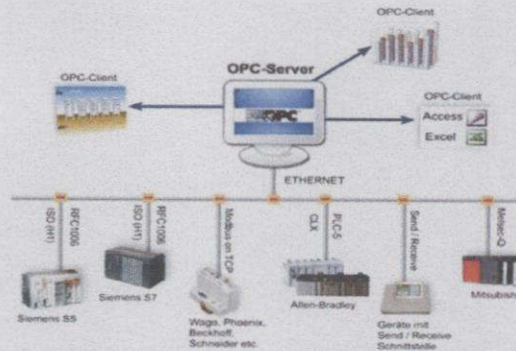 OPC-Client
OPC-Server
OPC-Client
OPC
OPC-Client
Access
Excel
ETHERNET
RFC1006
ISO (H1)
RFC1006
ISO (H1)
Modbus on TCP
PLC-5
CLX
Send / Receive
Melsec-Q
Siemens S5
Siemens S7
Wago, Phoenix,
Beckhoff,
Schneider etc.
Allen-Bradley
Geräte mit
Send / Receive
Schnittstelle
Mitsubish